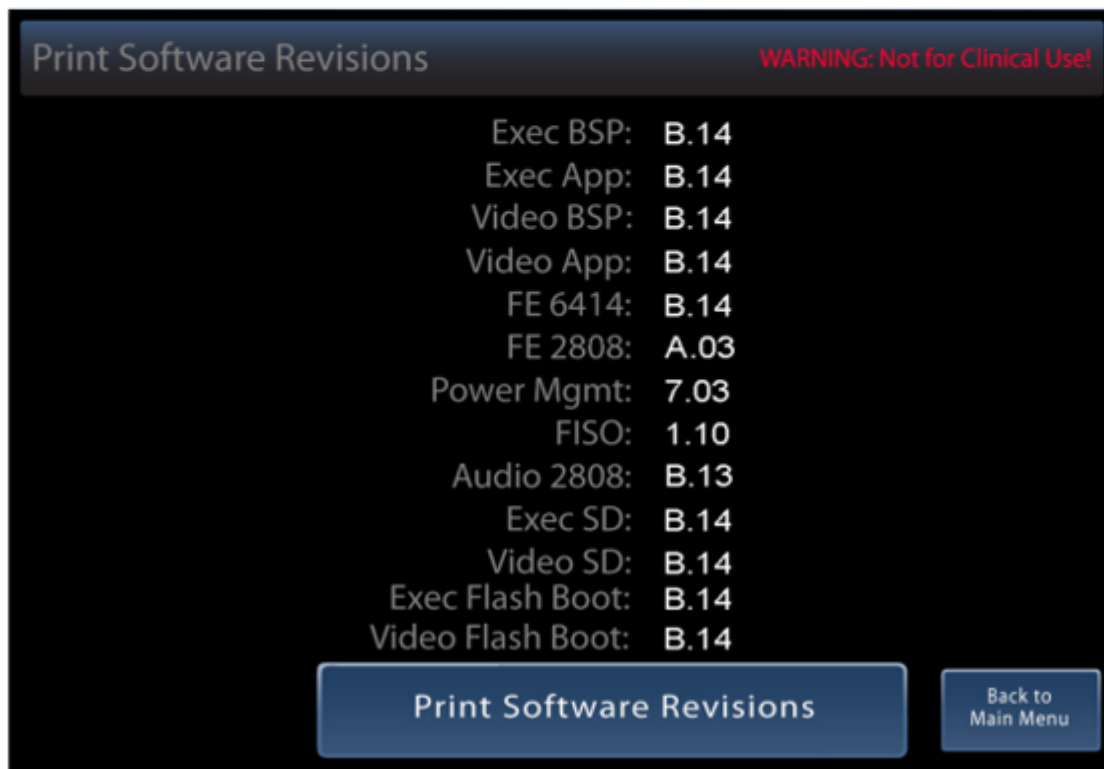 Print Software Revisions
WARNING: Not for Clinical Use!
Exec BSP: B.14
Exec App: B.14
Video BSP: B.14
Video App: B.14
FE 6414: B.14
FE 2808: A.03
Power Mgmt: 7.03
FISO: 1.10
Audio 2808: B.13
Exec SD: B.14
Video SD: B.14
Exec Flash Boot: B.14
Video Flash Boot: B.14
Print Software Revisions
Back to
Main Menu